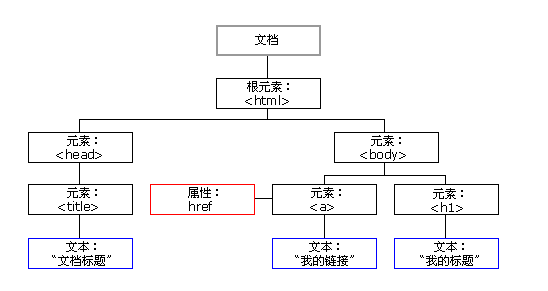 文档
根元素：
<html>
元素：
<head>
元素：
<body>
元素：
<title>
属性：
href
元素：
<a>
元素：
<h1>
文本：
“文档标题”
文本：
“我的链接”
文本：
“我的标题”